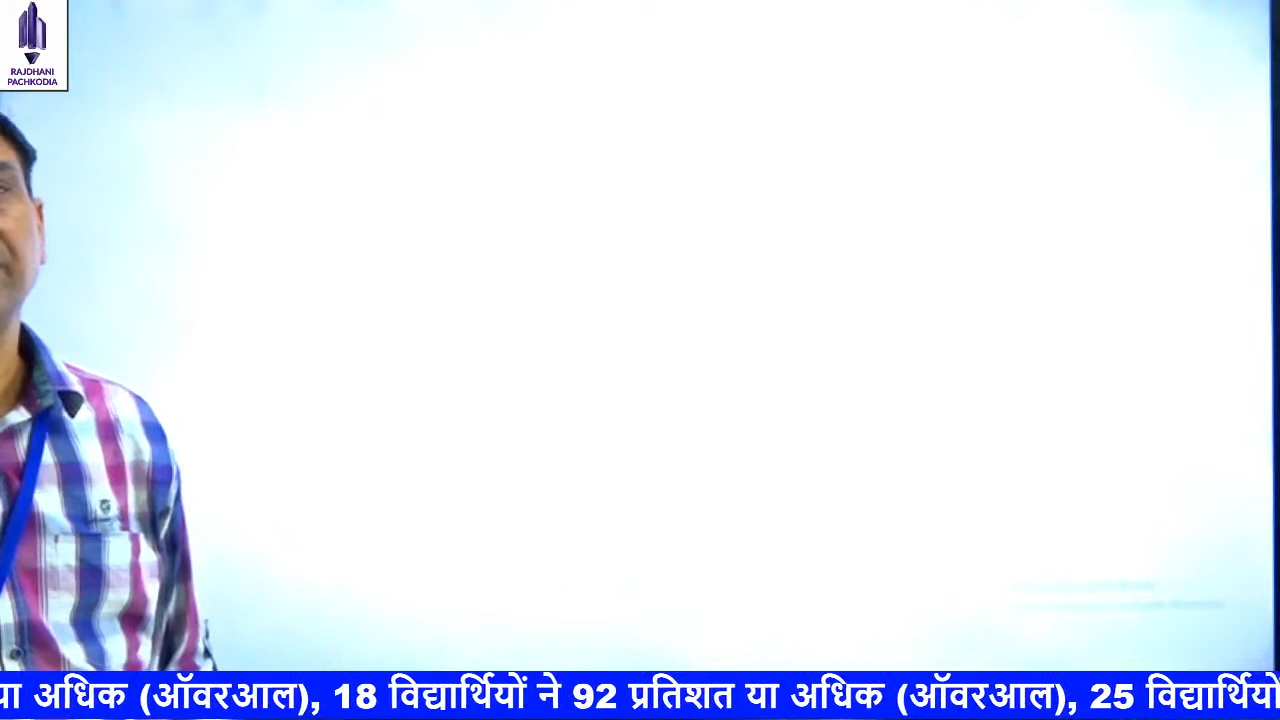 RAJDHANI
PACHKODIA
या अधिक (ऑवरआल), 18 विद्यार्थियों ने 92 प्रतिशत या अधिक (ऑवरआल), 25 विद्यार्थियों